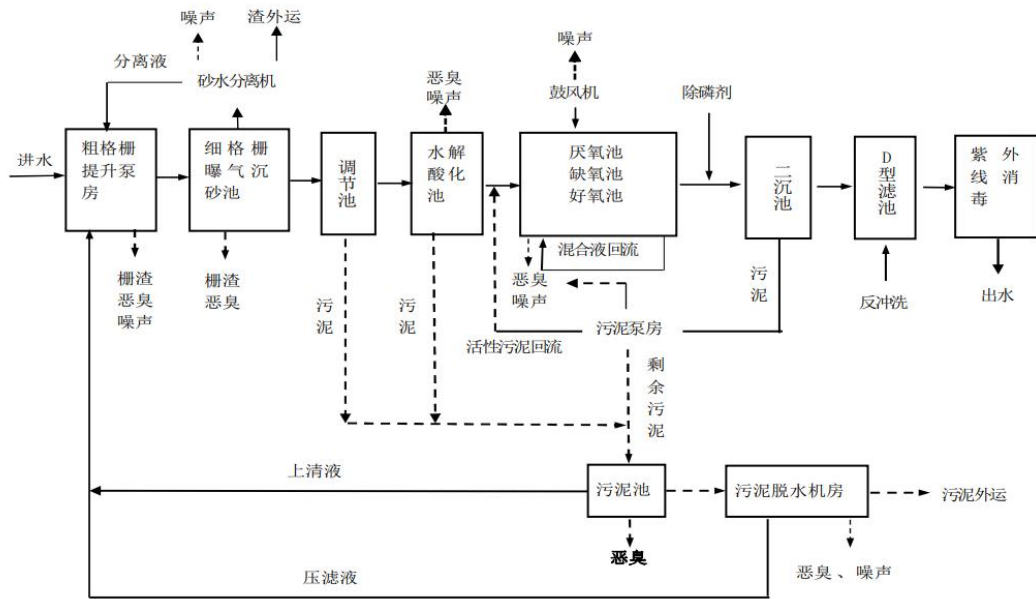 噪声
渣外运
分离液
砂水分离机
噪声
恶臭
噪声
鼓风机
除磷剂
进水
粗格栅
提升泵
房
细格栅
曝气沉
砂池
调节池
水解
酸化
池
厌氧池
缺氧池
好氧池
二沉池
D型滤池
紫外
线消
毒
混合液回流
栅渣
恶臭
噪声
栅渣
恶臭
污泥
污泥
恶臭
噪声
污泥
反冲洗
出水
活性污泥回流
污泥泵房
剩余污泥
上清液
污泥池
污泥脱水机房
污泥外运
恶臭
恶臭、噪声
压滤液